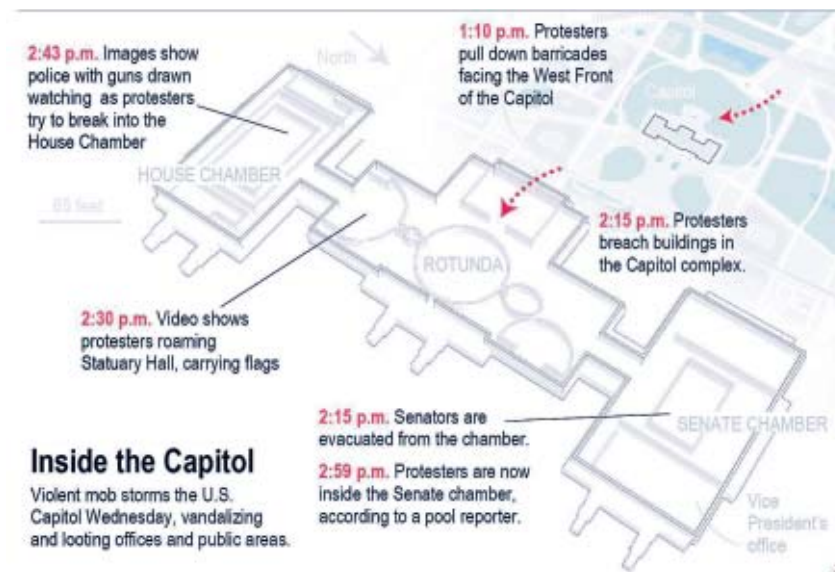 2:43 p.m. Images show
police with guns drawn
watching as protesters
try to break into the
House Chamber
North
1:10 p.m. Protesters
pull down barricades
facing the West Front
of the Capitol
Capitol
HOUSE CHAMBER
65 feet
2:15 p.m. Protesters
breach buildings in
the Capitol complex.
ROTUNDA
2:30 p.m. Video shows
protesters roaming
Statuary Hall, carrying flags
2:15 p.m. Senators are
evacuated from the chamber.
SENATE CHAMBER
2:59 p.m. Protesters are now
inside the Senate chamber,
according to a pool reporter.
Inside the Capitol
Violent mob storms the U.S.
Capitol Wednesday, vandalizing
and looting offices and public areas.
Vice
President's
office